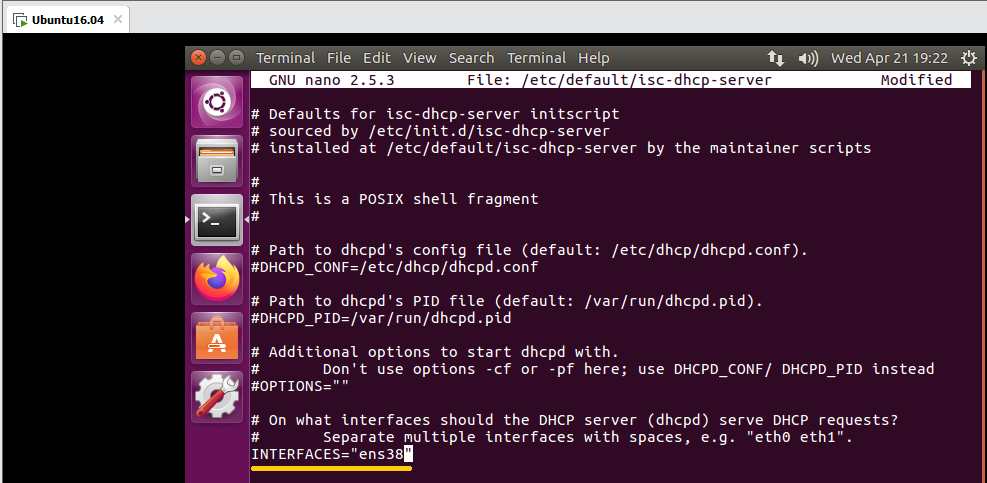 Ubuntu16.04
Terminal File Edit View Search Terminal Help Wed Apr 21 19:22
GNU nano 2.5.3 File: /etc/default/isc-dhcp-server Modified
# Defaults for isc-dhcp-server initscript
# sourced by /etc/init.d/isc-dhcp-server
# installed at /etc/default/isc-dhcp-server by the maintainer scripts
#
# This is a POSIX shell fragment
#
# Path to dhcpd's config file (default: /etc/dhcp/dhcpd.conf).
#DHCPD_CONF=/etc/dhcp/dhcpd.conf
# Path to dhcpd's PID file (default: /var/run/dhcpd.pid).
#DHCPD_PID=/var/run/dhcpd.pid
# Additional options to start dhcpd with.
#       Don't use options -cf or -pf here; use DHCPD_CONF/ DHCPD_PID instead
#OPTIONS=""
# On what interfaces should the DHCP server (dhcpd) serve DHCP requests?
#       Separate multiple interfaces with spaces, e.g. "eth0 eth1".
INTERFACES="ens38"